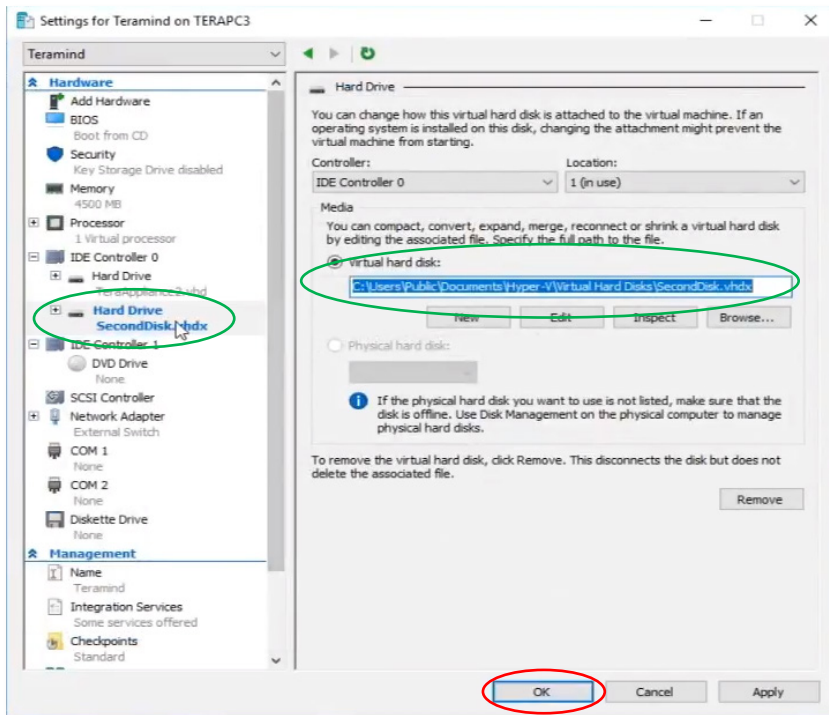 Settings for Teramind on TERAPC3
Teramind
Hardware
Add Hardware
BIOS
Boot from CD
Security
Key Storage Drive disabled
Memory
4500 MB
Processor
1 Virtual processor
IDE Controller 0
Hard Drive
TeraAppliance2.vhd
Hard Drive
SecondDisk.vhdx
IDE Controller 1
DVD Drive
None
SCSI Controller
Network Adapter
External Switch
COM 1
None
COM 2
None
Diskette Drive
None
Management
Name
Teramind
Integration Services
Some services offered
Checkpoints
Standard
Hard Drive
You can change how this virtual hard disk is attached to the virtual machine. If an
operating system is installed on this disk, changing the attachment might prevent the
virtual machine from starting.
Controller:
Location:
IDE Controller 0
1 (in use)
Media
You can compact, convert, expand, merge, reconnect or shrink a virtual hard disk
by editing the associated file. Specify the full path to the file.
Virtual hard disk:
C:\Users\Public\Documents\Hyper-V\Virtual Hard Disks\SecondDisk.vhdx
New
Edit
Inspect
Browse...
Physical hard disk:
If the physical hard disk you want to use is not listed, make sure that the
disk is offline. Use Disk Management on the physical computer to manage
physical hard disks.
To remove the virtual hard disk, click Remove. This disconnects the disk but does not
delete the associated file.
Remove
OK
Cancel
Apply